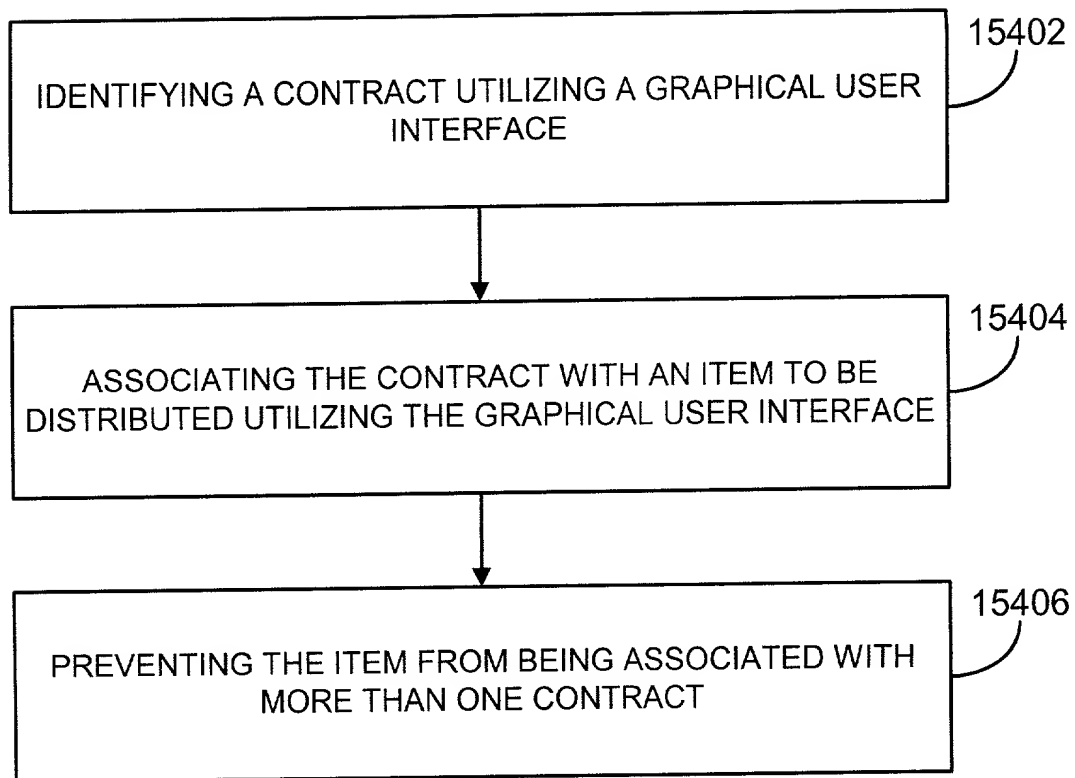 15402
IDENTIFYING A CONTRACT UTILIZING A GRAPHICAL USER
INTERFACE
15404
ASSOCIATING THE CONTRACT WITH AN ITEM TO BE
DISTRIBUTED UTILIZING THE GRAPHICAL USER INTERFACE
15406
PREVENTING THE ITEM FROM BEING ASSOCIATED WITH
MORE THAN ONE CONTRACT